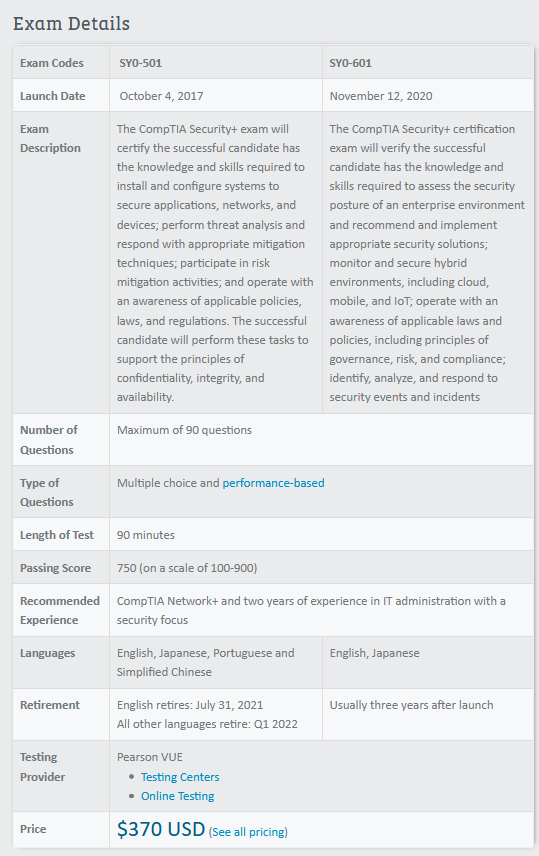 Exam Details
Exam Codes
SY0-501
SY0-601
Launch Date
October 4, 2017
November 12, 2020
Exam
Description
The CompTIA Security+ exam will
certify the successful candidate has
the knowledge and skills required to
install and configure systems to
secure applications, networks, and
devices; perform threat analysis and
respond with appropriate mitigation
techniques; participate in risk
mitigation activities; and operate with
an awareness of applicable policies,
laws, and regulations. The successful
candidate will perform these tasks to
support the principles of
confidentiality, integrity, and
availability.
The CompTIA Security+ certification
exam will verify the successful
candidate has the knowledge and
skills required to assess the security
posture of an enterprise environment
and recommend and implement
appropriate security solutions;
monitor and secure hybrid
environments, including cloud,
mobile, and IoT; operate with an
awareness of applicable laws and
policies, including principles of
governance, risk, and compliance;
identify, analyze, and respond to
security events and incidents
Number of
Questions
Maximum of 90 questions
Type of
Questions
Multiple choice and performance-based
Length of Test
90 minutes
Passing Score
750 (on a scale of 100-900)
Recommended
Experience
CompTIA Network+ and two years of experience in IT administration with a
security focus
Languages
English, Japanese, Portuguese and
Simplified Chinese
English, Japanese
Retirement
English retires: July 31, 2021
All other languages retire: Q1 2022
Usually three years after launch
Testing
Provider
Pearson VUE
• Testing Centers
• Online Testing
Price
$370 USD (See all pricing)